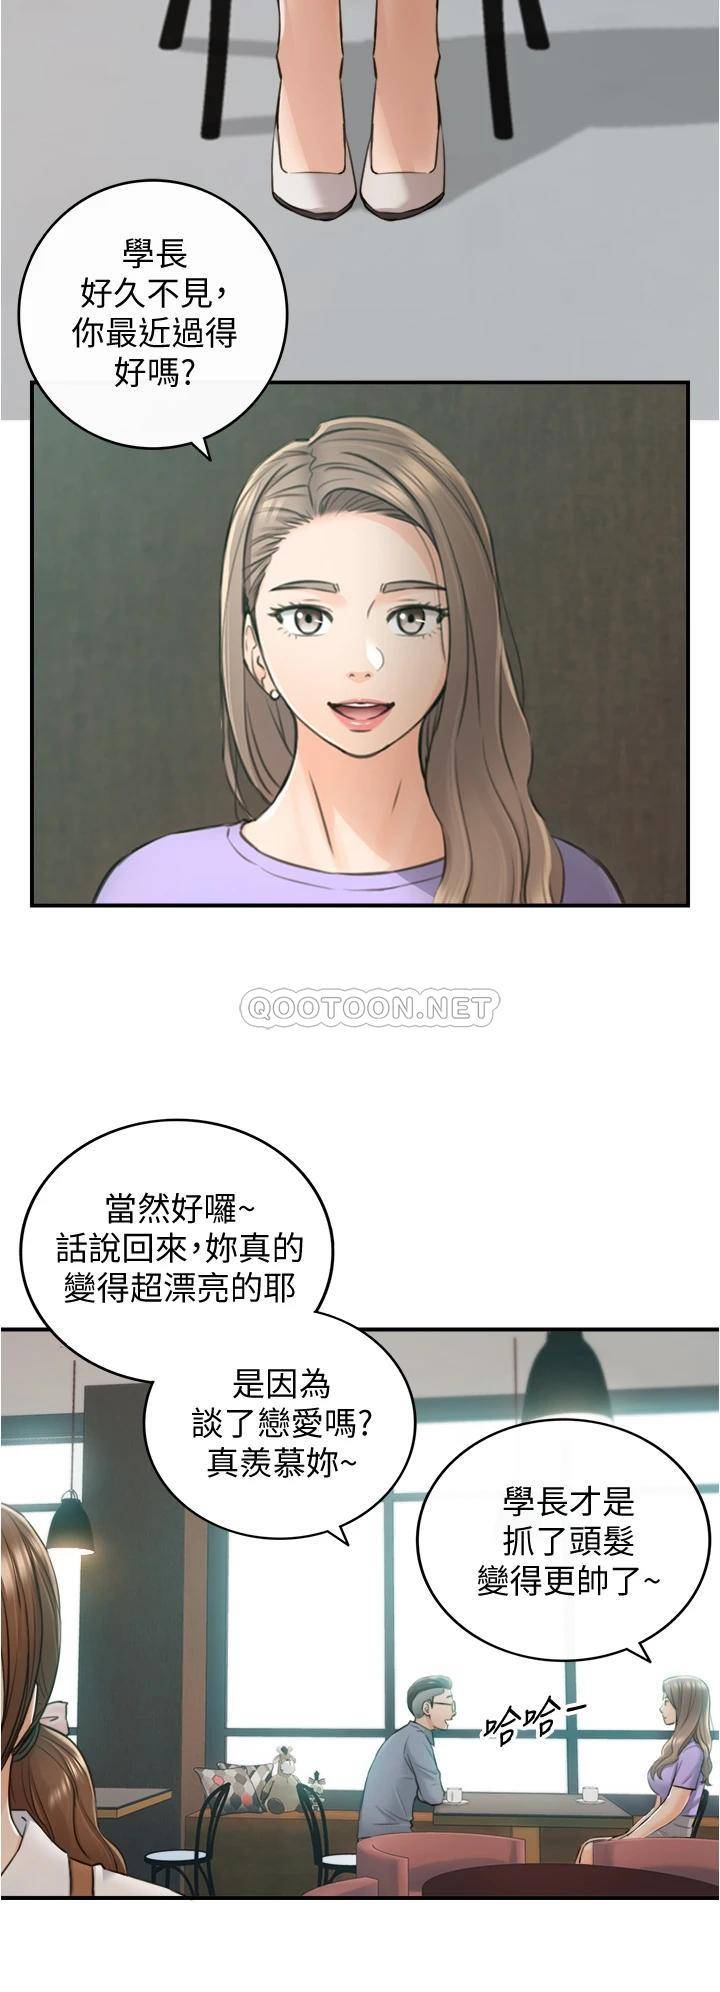 學長
好久不見,
你最近過得
好嗎?
QOOTOON.NET
當然好囉~
話說回來,妳真的
變得超漂亮的耶
是因為
談了戀愛嗎?
真羨慕妳~
學長才是
抓了頭髮
變得更帥了~
哈哈~